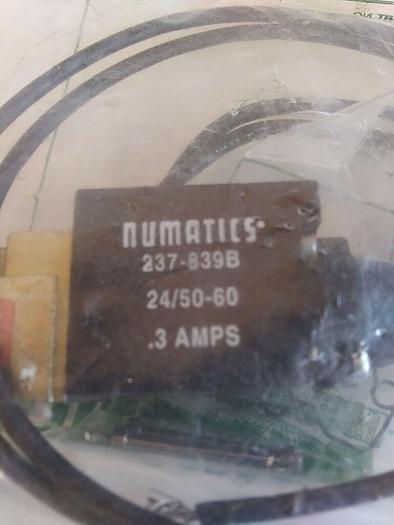 NUMATICS
237-839B
24/50-60
.3 AMPS